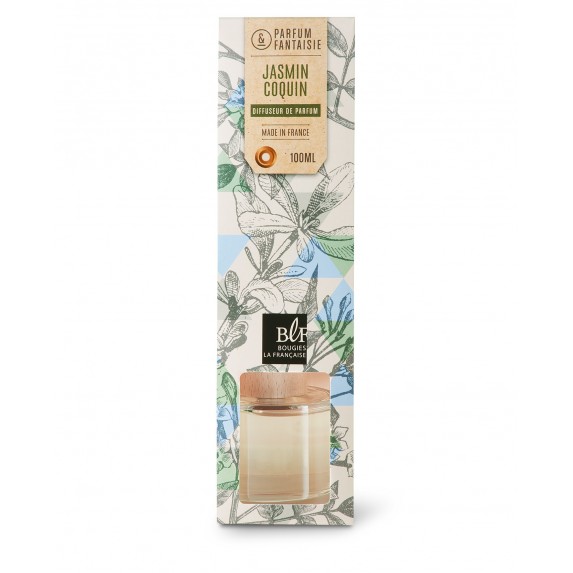 &
PARFUM
FANTAISIE
JASMIN
COQUIN
DIFFUSEUR DE PARFUM
MADE IN FRANCE
100ML
BLF
BOUGIES
LA FRANÇAISE